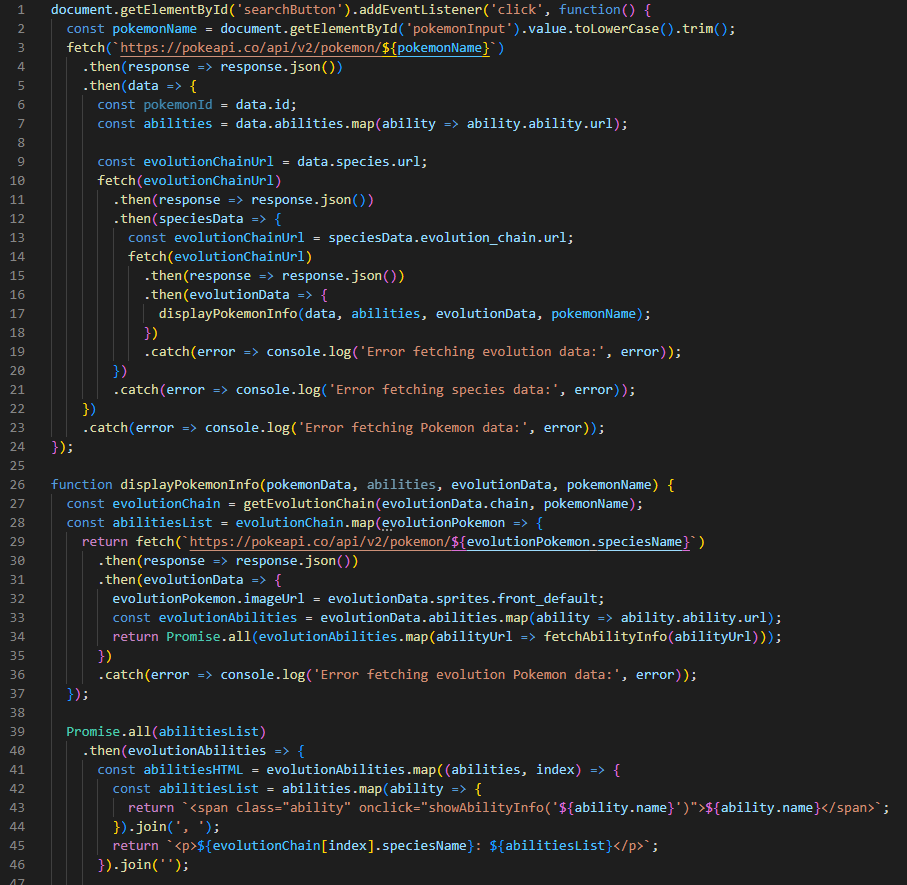 1 document.getElementById('searchButton').addEventListener('click', function() {
2   const pokemonName = document.getElementById('pokemonInput').value.toLowerCase().trim();
3   fetch(`https://pokeapi.co/api/v2/pokemon/${pokemonName}`)
4     .then(response => response.json())
5     .then(data => {
6       const pokemonId = data.id;
7       const abilities = data.abilities.map(ability => ability.ability.url);
8
9       const evolutionChainUrl = data.species.url;
10       fetch(evolutionChainUrl)
11         .then(response => response.json())
12         .then(speciesData => {
13           const evolutionChainUrl = speciesData.evolution_chain.url;
14           fetch(evolutionChainUrl)
15             .then(response => response.json())
16             .then(evolutionData => {
17               displayPokemonInfo(data, abilities, evolutionData, pokemonName);
18             })
19             .catch(error => console.log('Error fetching evolution data:', error));
20         })
21         .catch(error => console.log('Error fetching species data:', error));
22     })
23     .catch(error => console.log('Error fetching Pokemon data:', error));
24 });
25
26 function displayPokemonInfo(pokemonData, abilities, evolutionData, pokemonName) {
27   const evolutionChain = getEvolutionChain(evolutionData.chain, pokemonName);
28   const abilitiesList = evolutionChain.map(evolutionPokemon => {
29     return fetch(`https://pokeapi.co/api/v2/pokemon/${evolutionPokemon.speciesName}`)
30       .then(response => response.json())
31       .then(evolutionData => {
32         evolutionPokemon.imageUrl = evolutionData.sprites.front_default;
33         const evolutionAbilities = evolutionData.abilities.map(ability => ability.ability.url);
34         return Promise.all(evolutionAbilities.map(abilityUrl => fetchAbilityInfo(abilityUrl)));
35       })
36       .catch(error => console.log('Error fetching evolution Pokemon data:', error));
37   });
38
39   Promise.all(abilitiesList)
40     .then(evolutionAbilities => {
41       const abilitiesHTML = evolutionAbilities.map((abilities, index) => {
42         const abilitiesList = abilities.map(ability => {
43           return `<span class="ability" onclick="showAbilityInfo('${ability.name}')">${ability.name}</span>`;
44         }).join(', ');
45         return `<p>${evolutionChain[index].speciesName}: ${abilitiesList}</p>`;
46       }).join('');
47